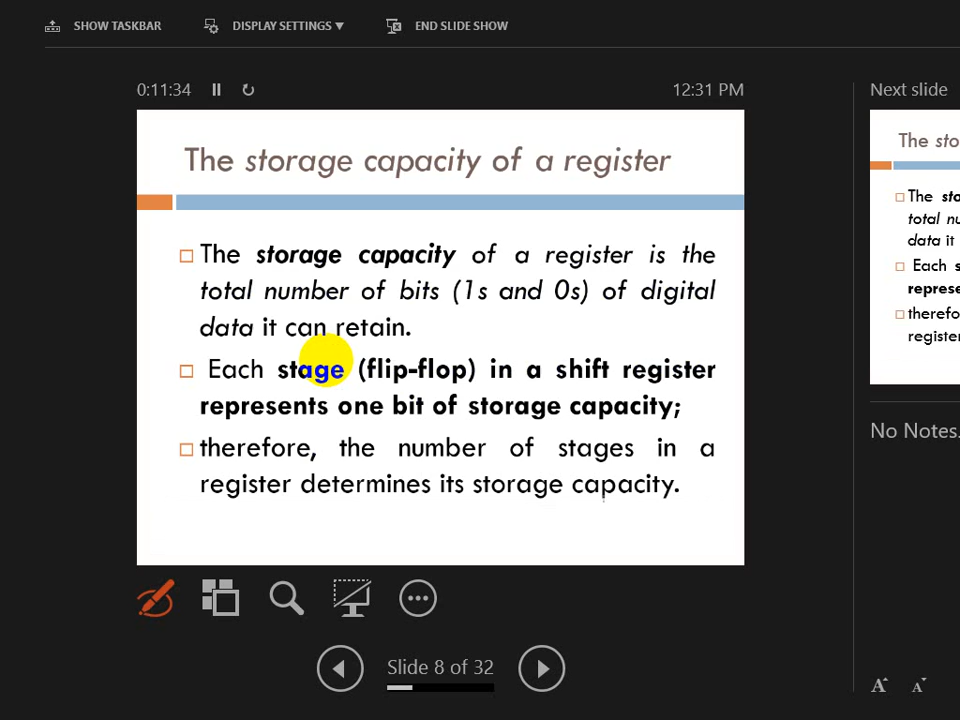 SHOW TASKBAR DISPLAY SETTINGS ▼ END SLIDE SHOW
0:11:34 12:31 PM
The storage capacity of a register
The storage capacity of a register is the
total number of bits (1s and 0s) of digital
data it can retain.
Each stage (flip-flop) in a shift register
represents one bit of storage capacity;
therefore, the number of stages in a
register determines its storage capacity.
Slide 8 of 32
Next slide
The sto
The sto
total nu
data it
Each s
represe
therefo
register
No Notes.
A A